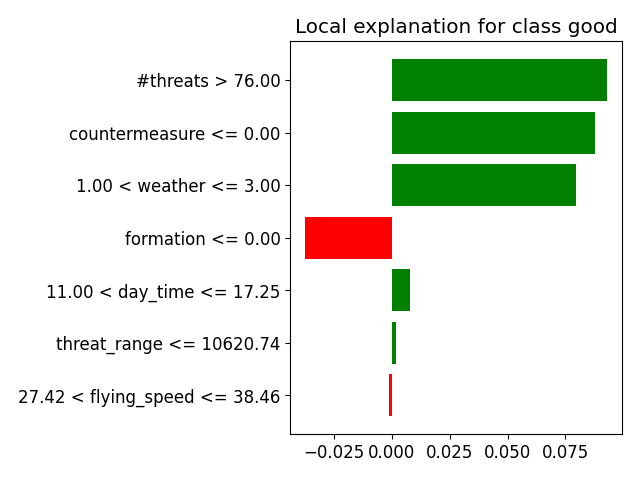 Local explanation for class good
#threats > 76.00
countermeasure <= 0.00
1.00 < weather <= 3.00
formation <= 0.00
11.00 < day_time <= 17.25
threat_range <= 10620.74
27.42 < flying_speed <= 38.46
−0.025 0.000 0.025 0.050 0.075